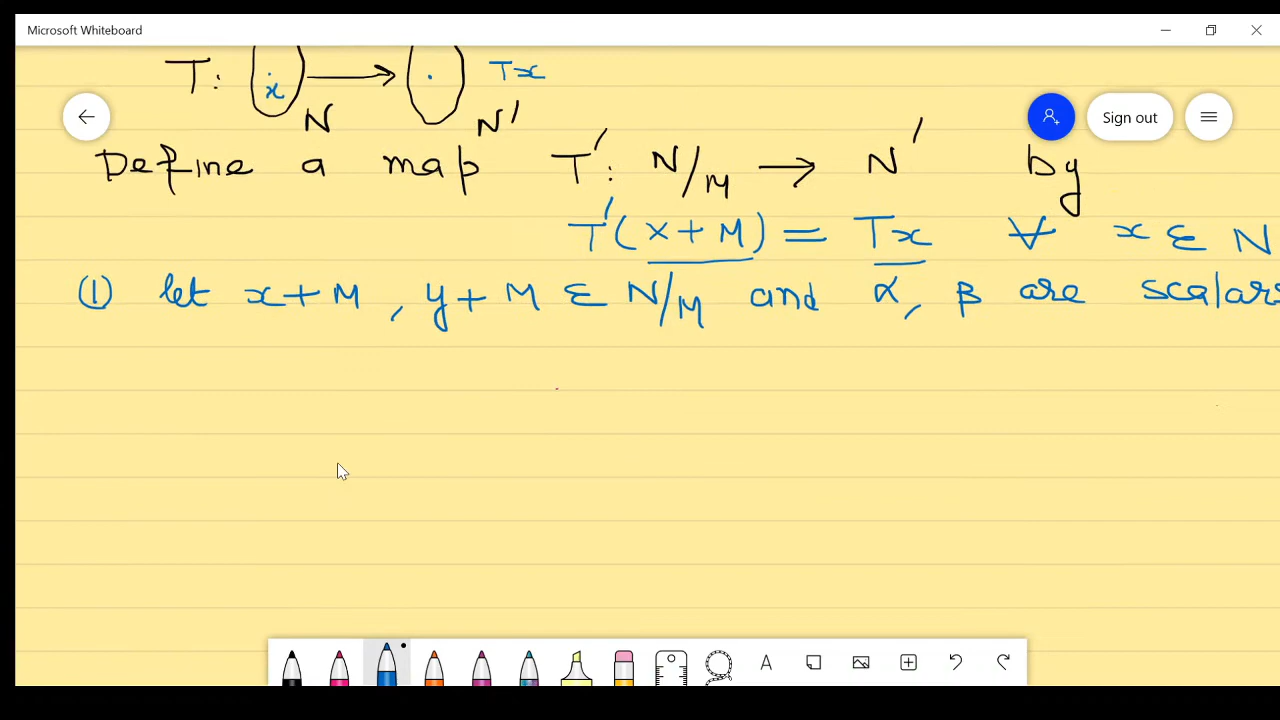 Microsoft Whiteboard
T: x → Tx
N N'
Sign out
Define a map T': N/M → N' by
T'(x+M) = Tx ∀ x ∈ N
(1) let x+M, y+M ∈ N/M and α, β are scalars
A